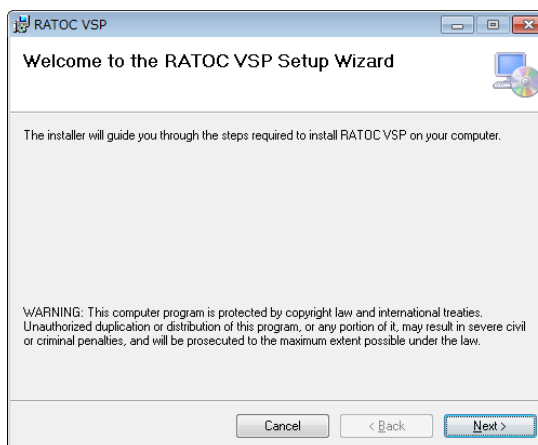 RATOC VSP
Welcome to the RATOC VSP Setup Wizard
The installer will guide you through the steps required to install RATOC VSP on your computer.
WARNING: This computer program is protected by copyright law and international treaties.
Unauthorized duplication or distribution of this program, or any portion of it, may result in severe civil
or criminal penalties, and will be prosecuted to the maximum extent possible under the law.
Cancel
< Back
Next >